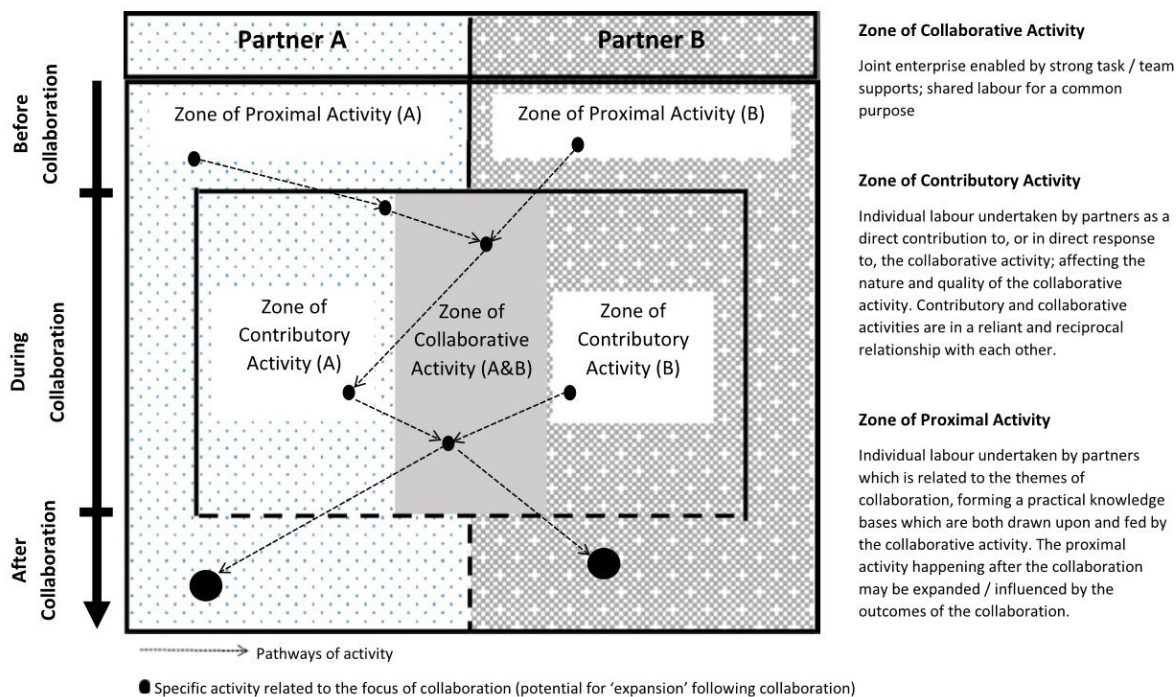 Partner A
Partner B
Before
Collaboration
During
Collaboration
After
Collaboration
Zone of Proximal Activity (A)
Zone of Proximal Activity (B)
Zone of
Contributory
Activity (A)
Zone of
Collaborative
Activity (A&B)
Zone of
Contributory
Activity (B)
Pathways of activity
Specific activity related to the focus of collaboration (potential for ‘expansion’ following collaboration)
Zone of Collaborative Activity
Joint enterprise enabled by strong task / team
supports; shared labour for a common
purpose
Zone of Contributory Activity
Individual labour undertaken by partners as a
direct contribution to, or in direct response
to, the collaborative activity; affecting the
nature and quality of the collaborative
activity. Contributory and collaborative
activities are in a reliant and reciprocal
relationship with each other.
Zone of Proximal Activity
Individual labour undertaken by partners
which is related to the themes of
collaboration, forming a practical knowledge
bases which are both drawn upon and fed by
the collaborative activity. The proximal
activity happening after the collaboration
may be expanded / influenced by the
outcomes of the collaboration.